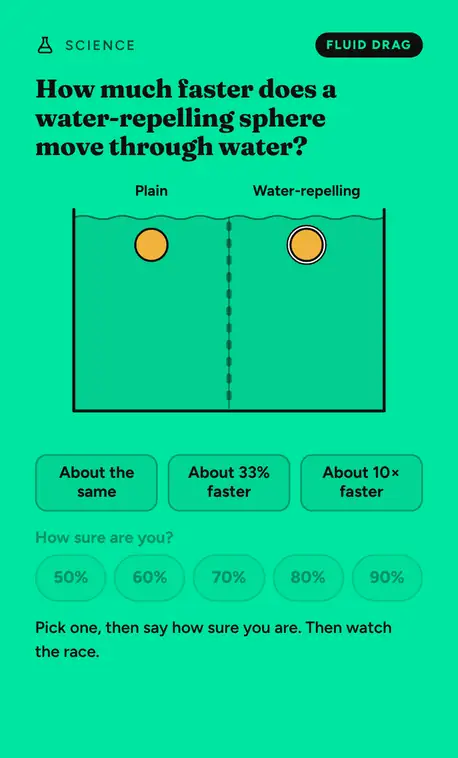 SCIENCE
FLUID DRAG
How much faster does a
water-repelling sphere
move through water?
Plain
Water-repelling
About the
same
About 33%
faster
About 10×
faster
How sure are you?
50%
60%
70%
80%
90%
Pick one, then say how sure you are. Then watch
the race.